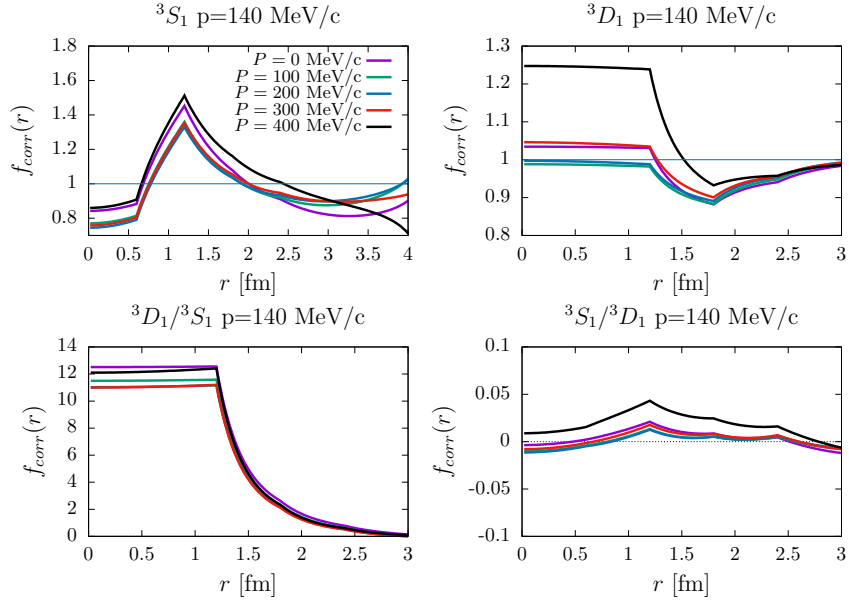 ³S₁ p=140 MeV/c
f_corr(r)
1.8
1.6
1.4
1.2
1
0.8
P = 0 MeV/c
P = 100 MeV/c
P = 200 MeV/c
P = 300 MeV/c
P = 400 MeV/c
0 0.5 1 1.5 2 2.5 3 3.5 4
r [fm]
³D₁ p=140 MeV/c
f_corr(r)
1.3
1.2
1.1
1
0.9
0.8
0 0.5 1 1.5 2 2.5 3
r [fm]
³D₁/³S₁ p=140 MeV/c
f_corr(r)
14
12
10
8
6
4
2
0
0 0.5 1 1.5 2 2.5 3
r [fm]
³S₁/³D₁ p=140 MeV/c
f_corr(r)
0.1
0.05
0
-0.05
-0.1
0 0.5 1 1.5 2 2.5 3
r [fm]